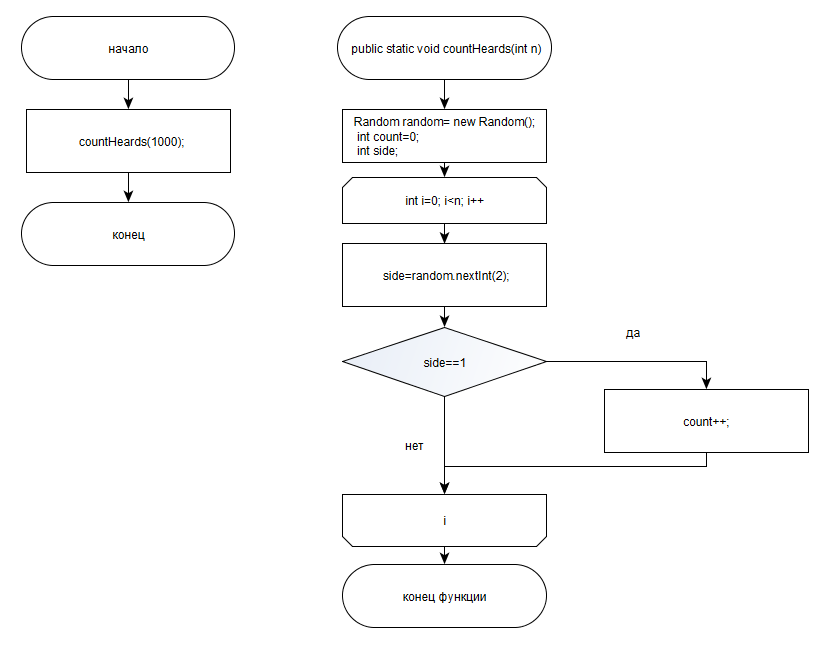 начало
countHeards(1000);
конец
public static void countHeards(int n)
Random random= new Random();
int count=0;
int side;
int i=0; i<n; i++
side=random.nextInt(2);
side==1
да
count++;
нет
i
конец функции